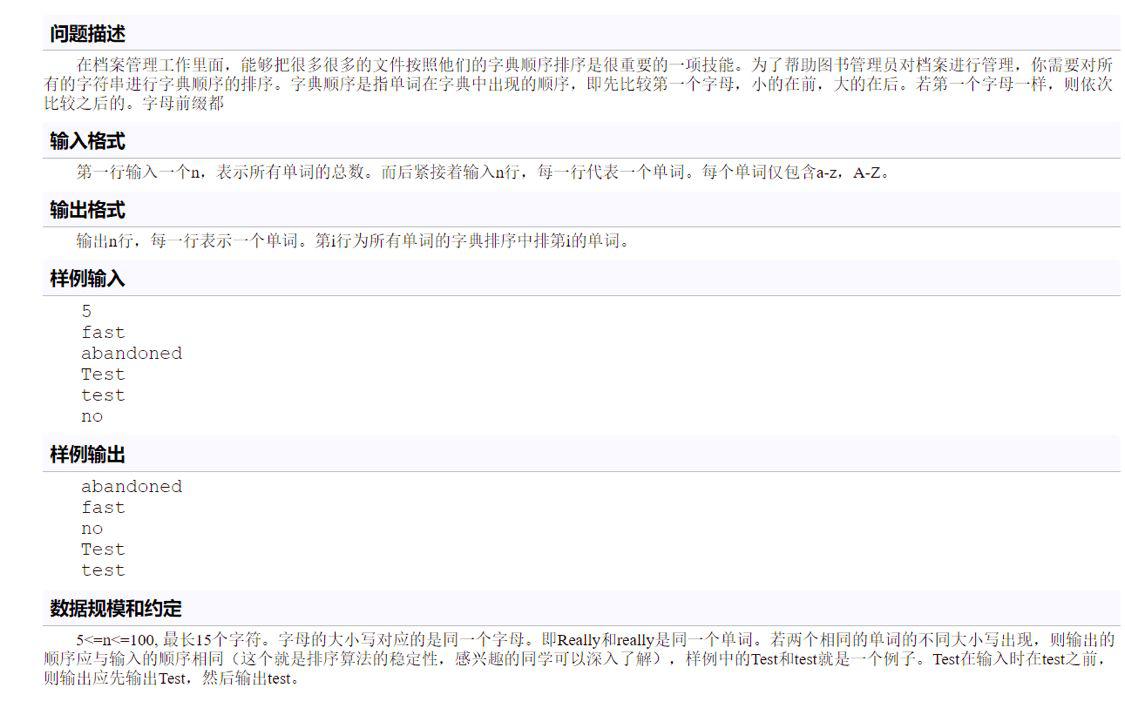 问题描述
在档案管理工作里面，能够把很多很多的文件按照他们的字典顺序排序是很重要的一项技能。为了帮助图书管理员对档案进行管理，你需要对所
有的字符串进行字典顺序的排序。字典顺序是指单词在字典中出现的顺序，即先比较第一个字母，小的在前，大的在后。若第一个字母一样，则依次
比较之后的。字母前缀都
输入格式
第一行输入一个n，表示所有单词的总数。而后紧接着输入n行，每一行代表一个单词。每个单词仅包含a-z，A-Z。
输出格式
输出n行，每一行表示一个单词。第i行为所有单词的字典排序中排第i的单词。
样例输入
5
fast
abandoned
Test
test
no
样例输出
abandoned
fast
no
Test
test
数据规模和约定
5<=n<=100, 最长15个字符。字母的大小写对应的是同一个字母。即Really和really是同一个单词。若两个相同的单词的不同大小写出现，则输出的
顺序应与输入的顺序相同（这个就是排序算法的稳定性，感兴趣的同学可以深入了解），样例中的Test和test就是一个例子。Test在输入时在test之前，
则输出应先输出Test，然后输出test。